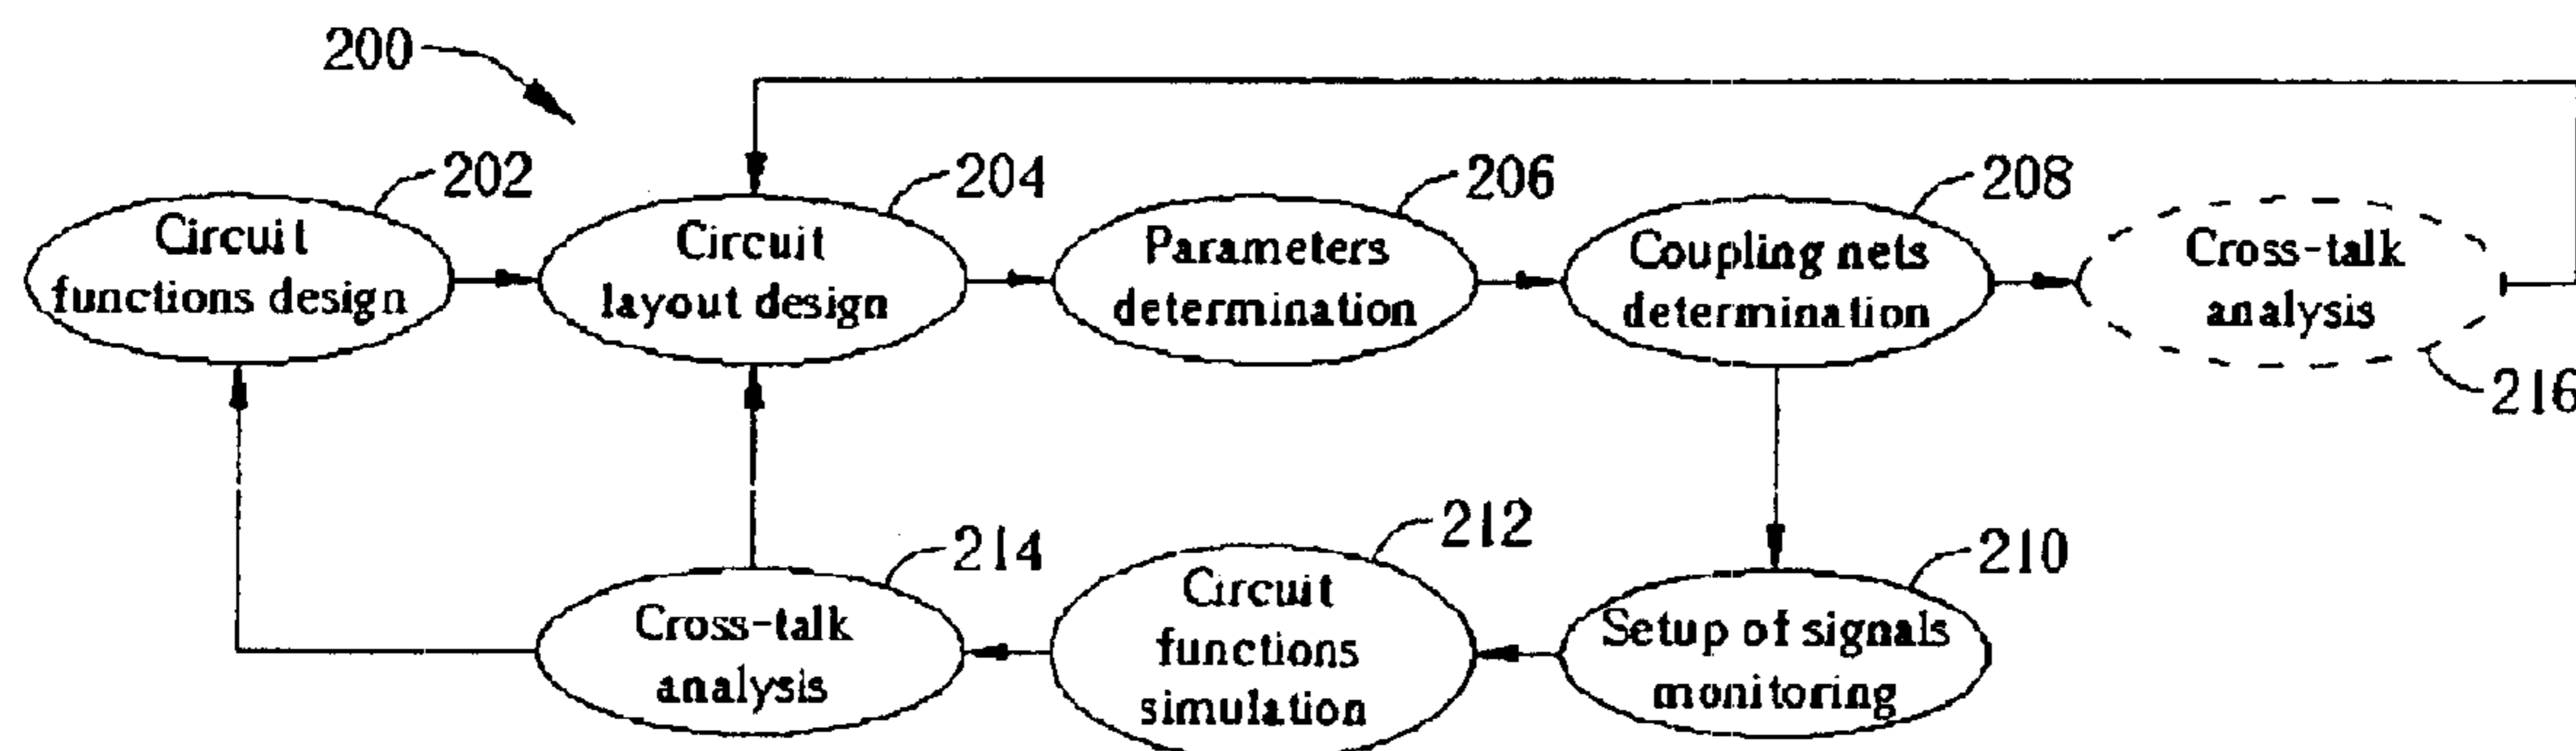 200
202
204
206
208
Circuit
functions design
Circuit
layout design
Parameters
determination
Coupling nets
determination
Cross-talk
analysis
216
214
212
210
Cross-talk
analysis
Circuit
functions
simulation
Setup of signals
monitoring